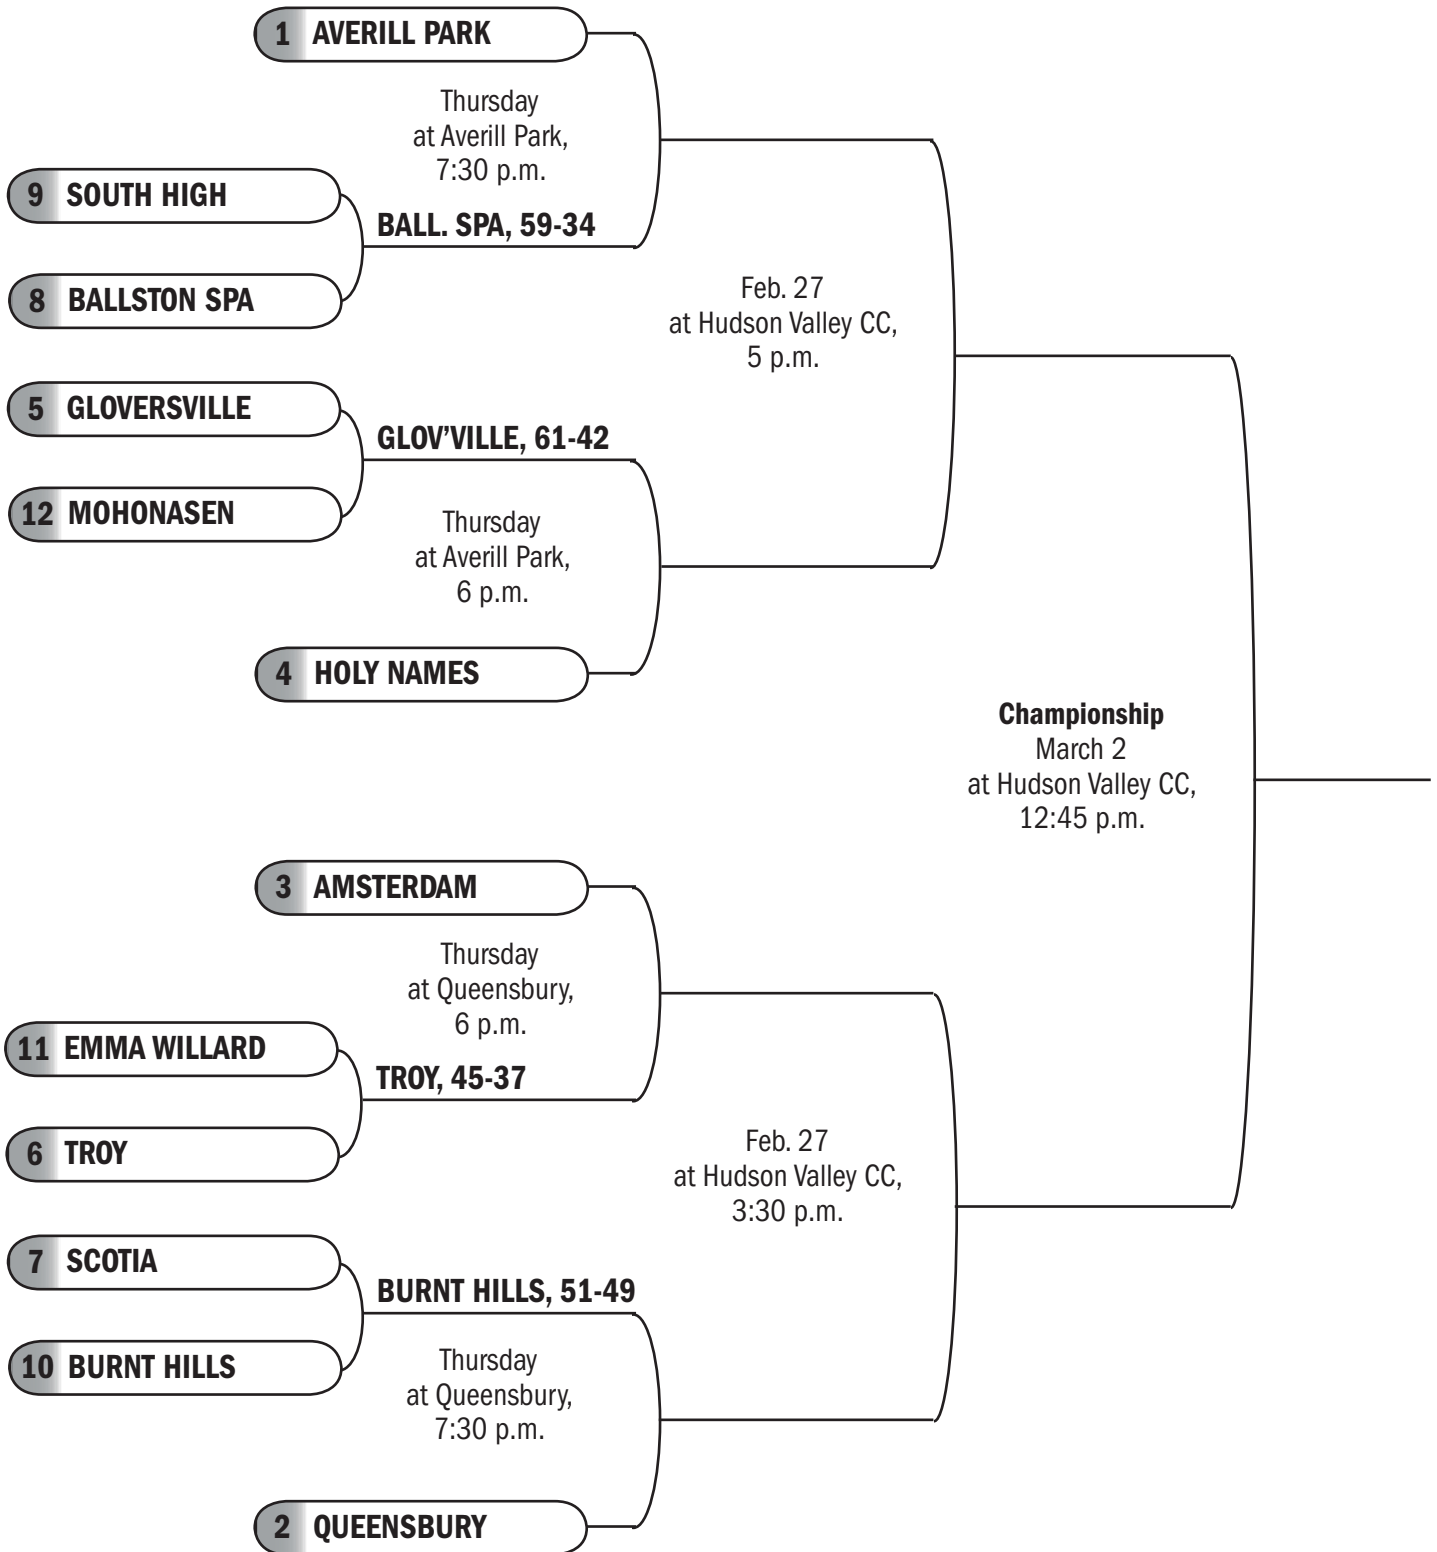 1 AVERILL PARK
Thursday
at Averill Park,
7:30 p.m.
9 SOUTH HIGH
BALL. SPA, 59-34
8 BALLSTON SPA
Feb. 27
at Hudson Valley CC,
5 p.m.
5 GLOVERSVILLE
GLOV’VILLE, 61-42
12 MOHONASEN
Thursday
at Averill Park,
6 p.m.
4 HOLY NAMES
Championship
March 2
at Hudson Valley CC,
12:45 p.m.
3 AMSTERDAM
Thursday
at Queensbury,
6 p.m.
11 EMMA WILLARD
TROY, 45-37
6 TROY
Feb. 27
at Hudson Valley CC,
3:30 p.m.
7 SCOTIA
BURNT HILLS, 51-49
10 BURNT HILLS
Thursday
at Queensbury,
7:30 p.m.
2 QUEENSBURY